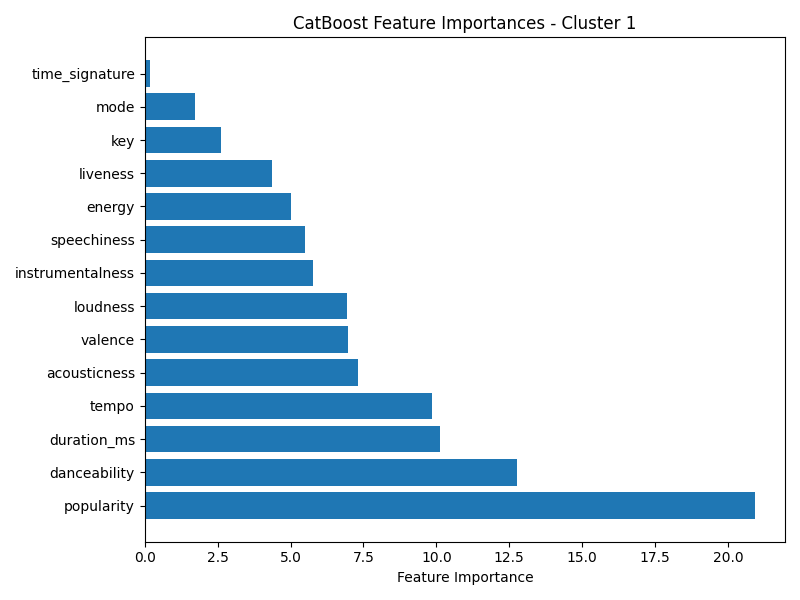 CatBoost Feature Importances - Cluster 1
time_signature
mode
key
liveness
energy
speechiness
instrumentalness
loudness
valence
acousticness
tempo
duration_ms
danceability
popularity
0.0 2.5 5.0 7.5 10.0 12.5 15.0 17.5 20.0
Feature Importance